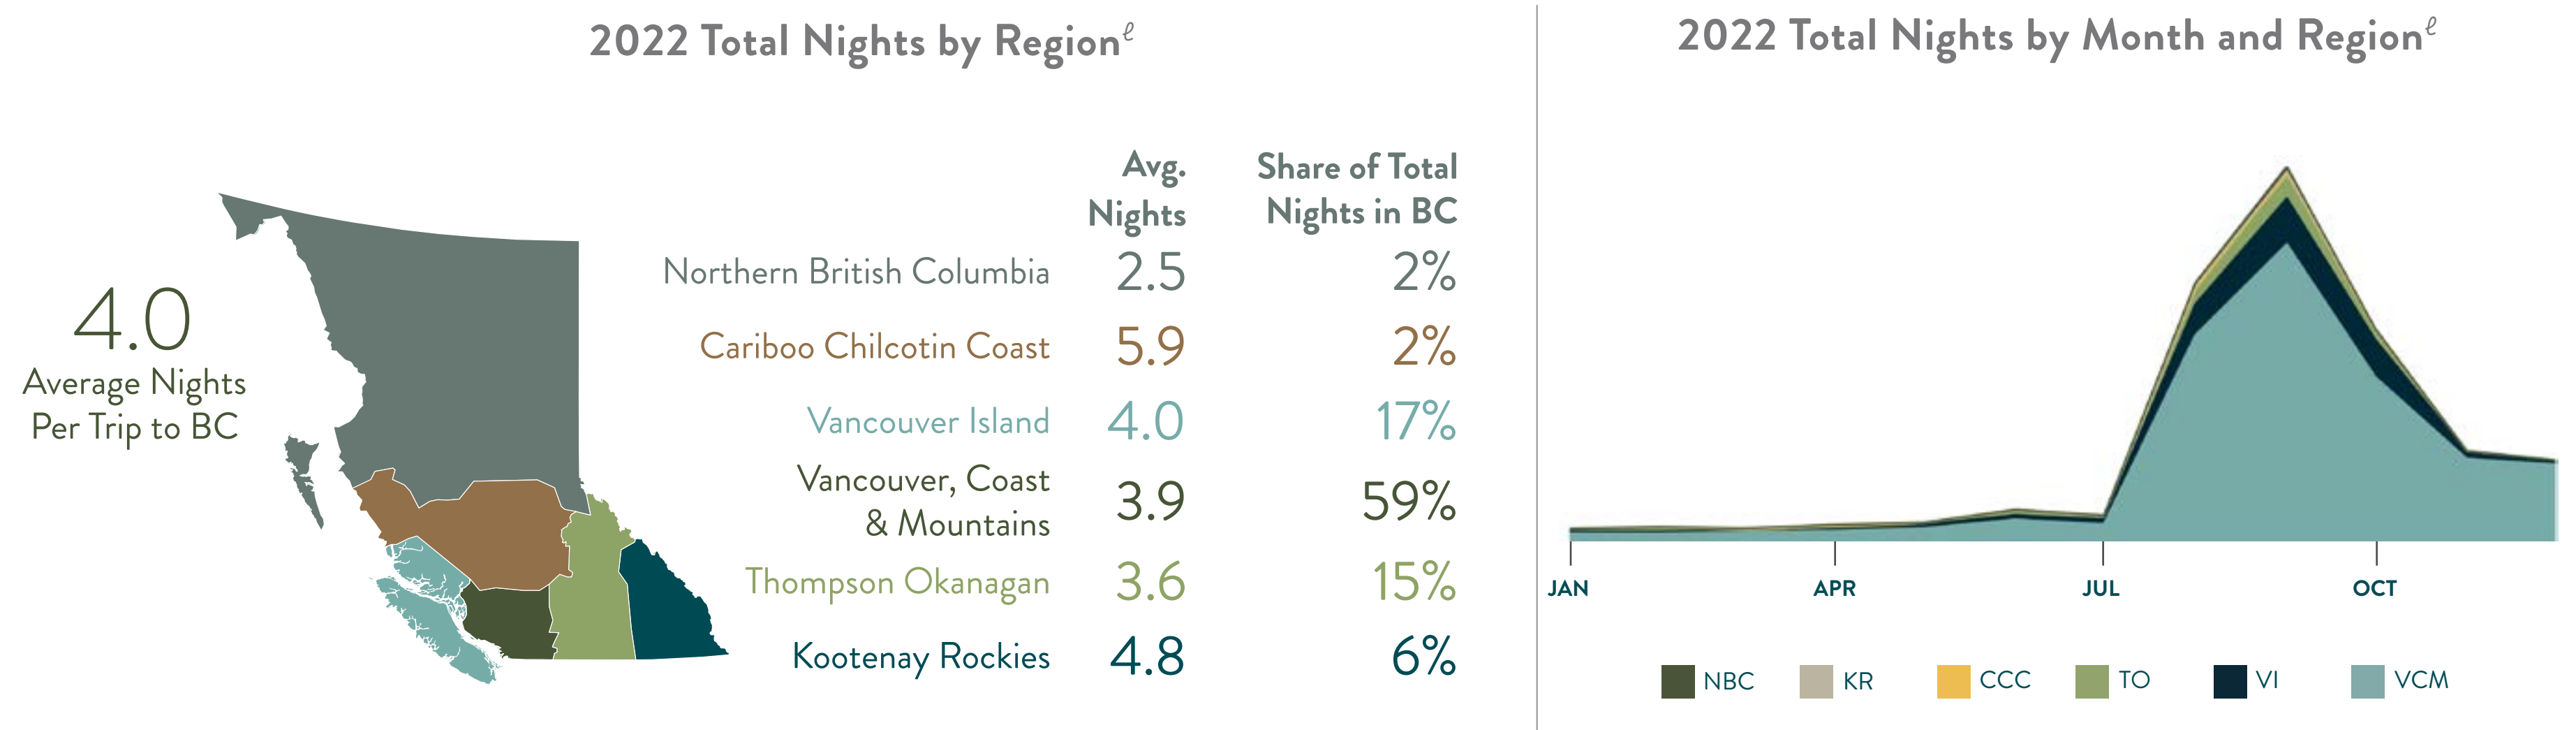 2022 Total Nights by Regionℓ
4.0
Average Nights
Per Trip to BC
Avg.
Nights
Share of Total
Nights in BC
Northern British Columbia 2.5 2%
Cariboo Chilcotin Coast 5.9 2%
Vancouver Island 4.0 17%
Vancouver, Coast
& Mountains 3.9 59%
Thompson Okanagan 3.6 15%
Kootenay Rockies 4.8 6%
2022 Total Nights by Month and Regionℓ
JAN APR JUL OCT
NBC KR CCC TO VI VCM